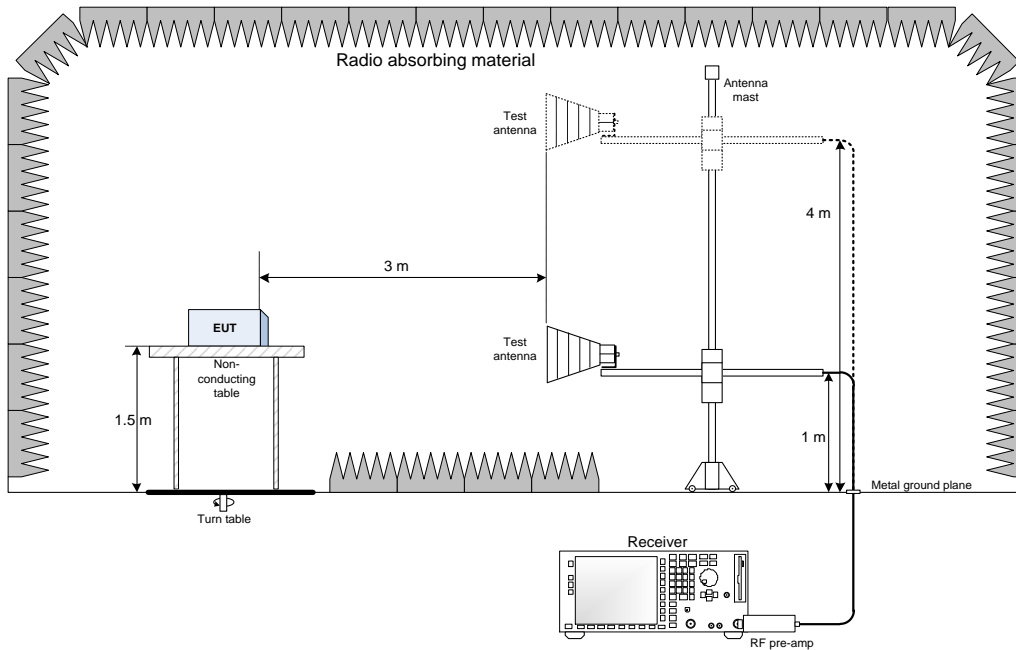 Radio absorbing material
Antenna
mast
Test
antenna
4 m
3 m
EUT
Test
antenna
Non-
conducting
table
1.5 m
1 m
Metal ground plane
Turn table
Receiver
RF pre-amp